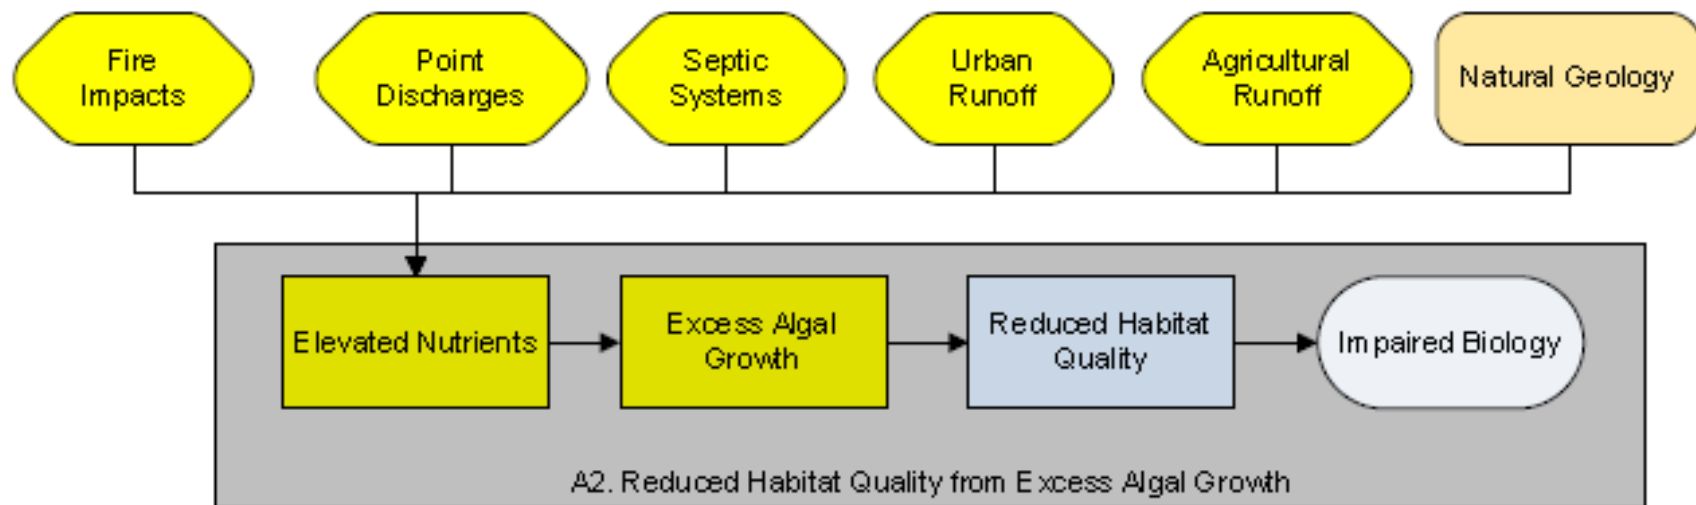 Fire
Impacts
Point
Discharges
Septic
Systems
Urban
Runoff
Agricultural
Runoff
Natural Geology
Elevated Nutrients
Excess Algal
Growth
Reduced Habitat
Quality
Impaired Biology
A2. Reduced Habitat Quality from Excess Algal Growth